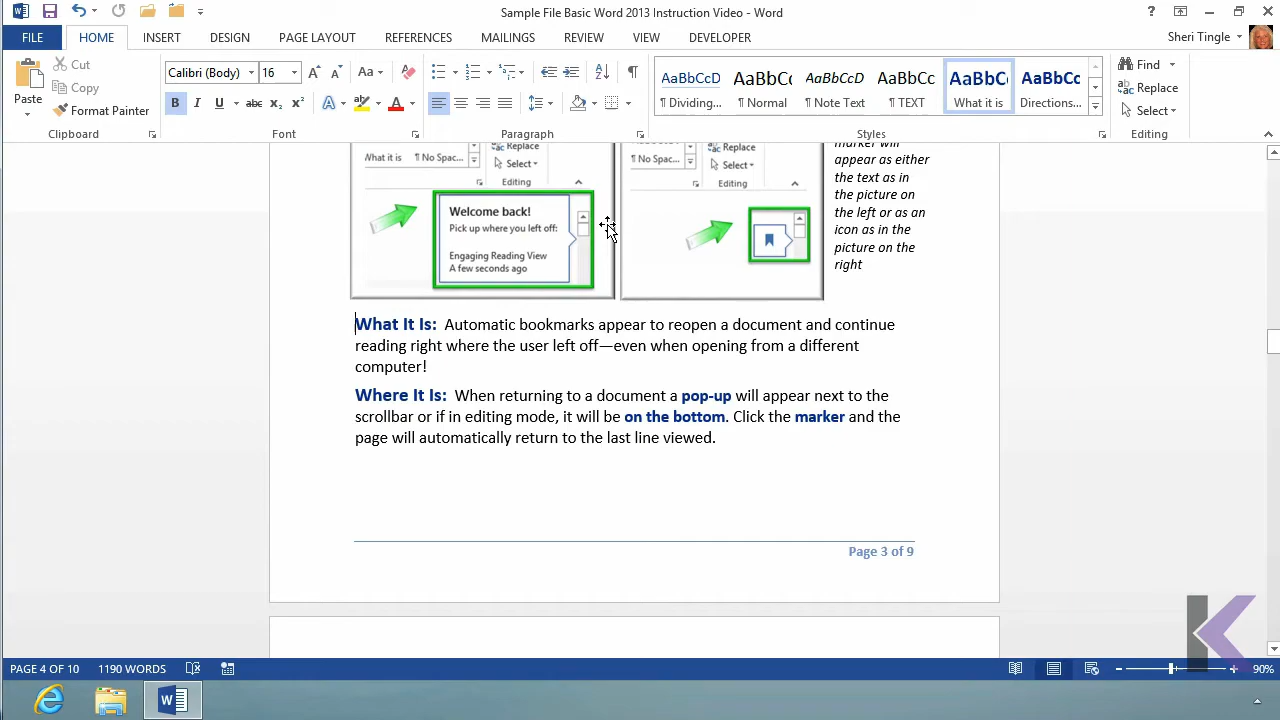 Sample File Basic Word 2013 Instruction Video - Word
?
FILE HOME INSERT DESIGN PAGE LAYOUT REFERENCES MAILINGS REVIEW VIEW DEVELOPER
Sheri Tingle
Paste
Cut
Copy
Format Painter
Clipboard
Calibri (Body) 16
Aa
B I U abc x₂ x²
A A
Font
Paragraph
AaBbCcD AaBbCc AaBbCcD AaBbCc AaBbC AaBbCc
¶ Dividing... ¶ Normal ¶ Note Text ¶ TEXT What it is Direction...
Styles
Find
Replace
Select
Editing
What it is ¶ No Spac...
Replace
Select
Editing
Welcome back!
Pick up where you left off:
Engaging Reading View
A few seconds ago
¶ No Spac...
Replace
Select
Editing
marker will
appear as either
the text as in
the picture on
the left or as an
icon as in the
picture on the
right
What It Is: Automatic bookmarks appear to reopen a document and continue
reading right where the user left off—even when opening from a different
computer!
Where It Is: When returning to a document a pop-up will appear next to the
scrollbar or if in editing mode, it will be on the bottom. Click the marker and the
page will automatically return to the last line viewed.
Page 3 of 9
K
PAGE 4 OF 10 1190 WORDS
90%